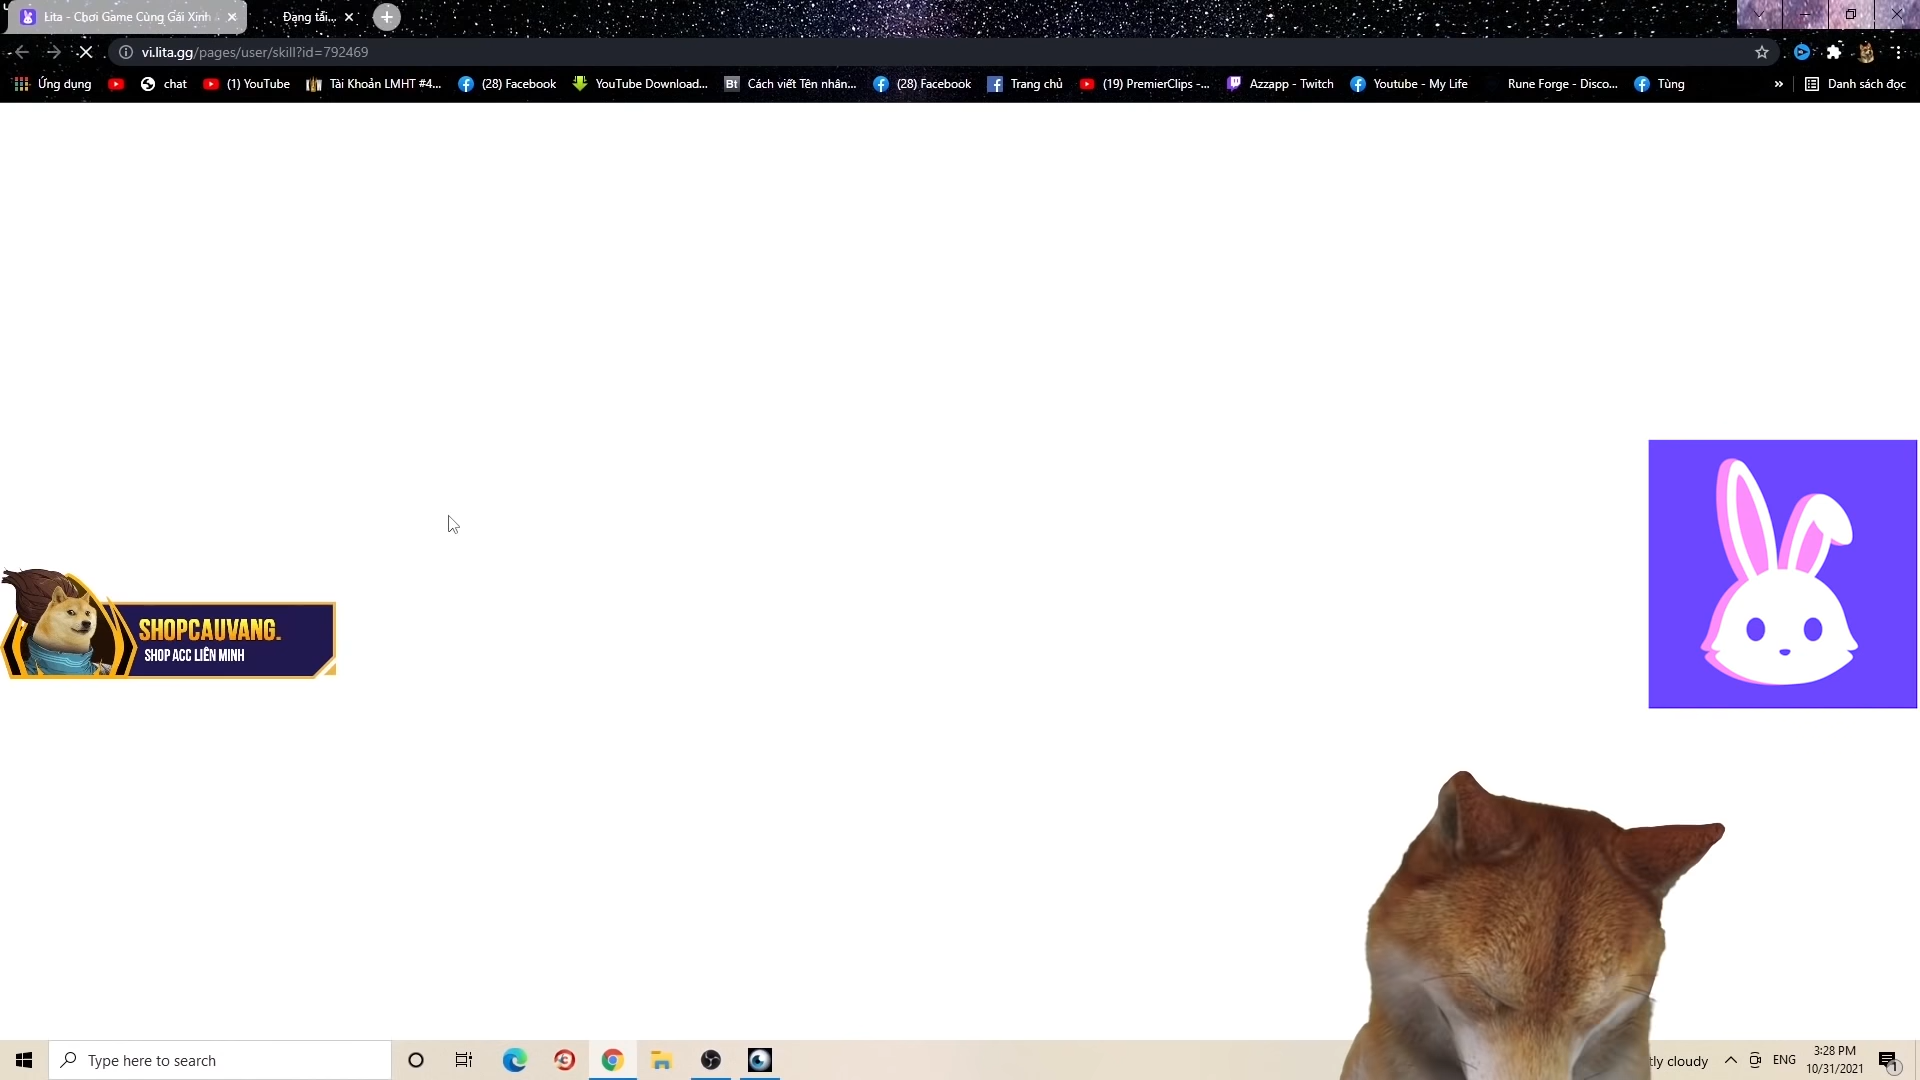 Lita - Chơi Game Cùng Gái Xinh
Đang tải...
vi.lita.gg/pages/user/skill?id=792469
Ứng dụng
chat
(1) YouTube
Tài Khoản LMHT #4...
(28) Facebook
YouTube Download...
Bt
Cách viết Tên nhân...
(28) Facebook
Trang chủ
(19) PremierClips -...
Azzapp - Twitch
Youtube - My Life
Rune Forge - Disco...
Tùng
»
Danh sách đọc
SHOPCAUVANG.
SHOP ACC LIÊN MINH
Type here to search
tly cloudy
ENG
3:28 PM
10/31/2021
1